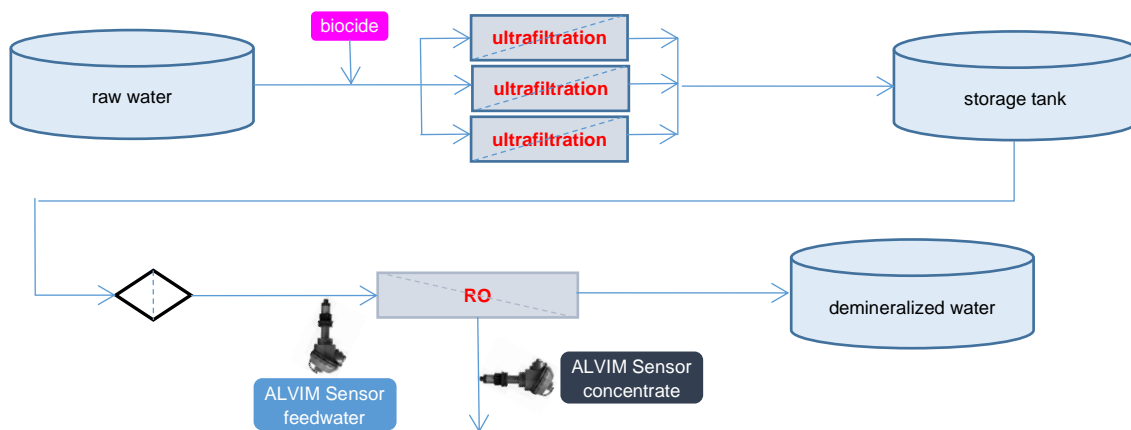 biocide
ultrafiltration
raw water
ultrafiltration
storage tank
ultrafiltration
RO
demineralized water
ALVIM Sensor
feedwater
ALVIM Sensor
concentrate